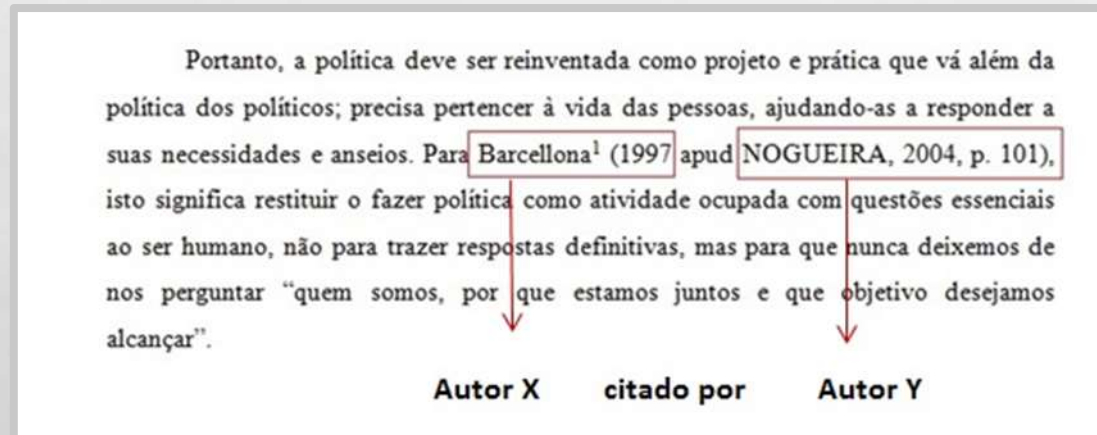 Portanto, a política deve ser reinventada como projeto e prática que vá além da
política dos políticos; precisa pertencer à vida das pessoas, ajudando-as a responder a
suas necessidades e anseios. Para Barcellona¹ (1997 apud NOGUEIRA, 2004, p. 101),
isto significa restituir o fazer política como atividade ocupada com questões essenciais
ao ser humano, não para trazer respostas definitivas, mas para que nunca deixemos de
nos perguntar “quem somos, por que estamos juntos e que objetivo desejamos
alcançar”.
Autor X citado por Autor Y